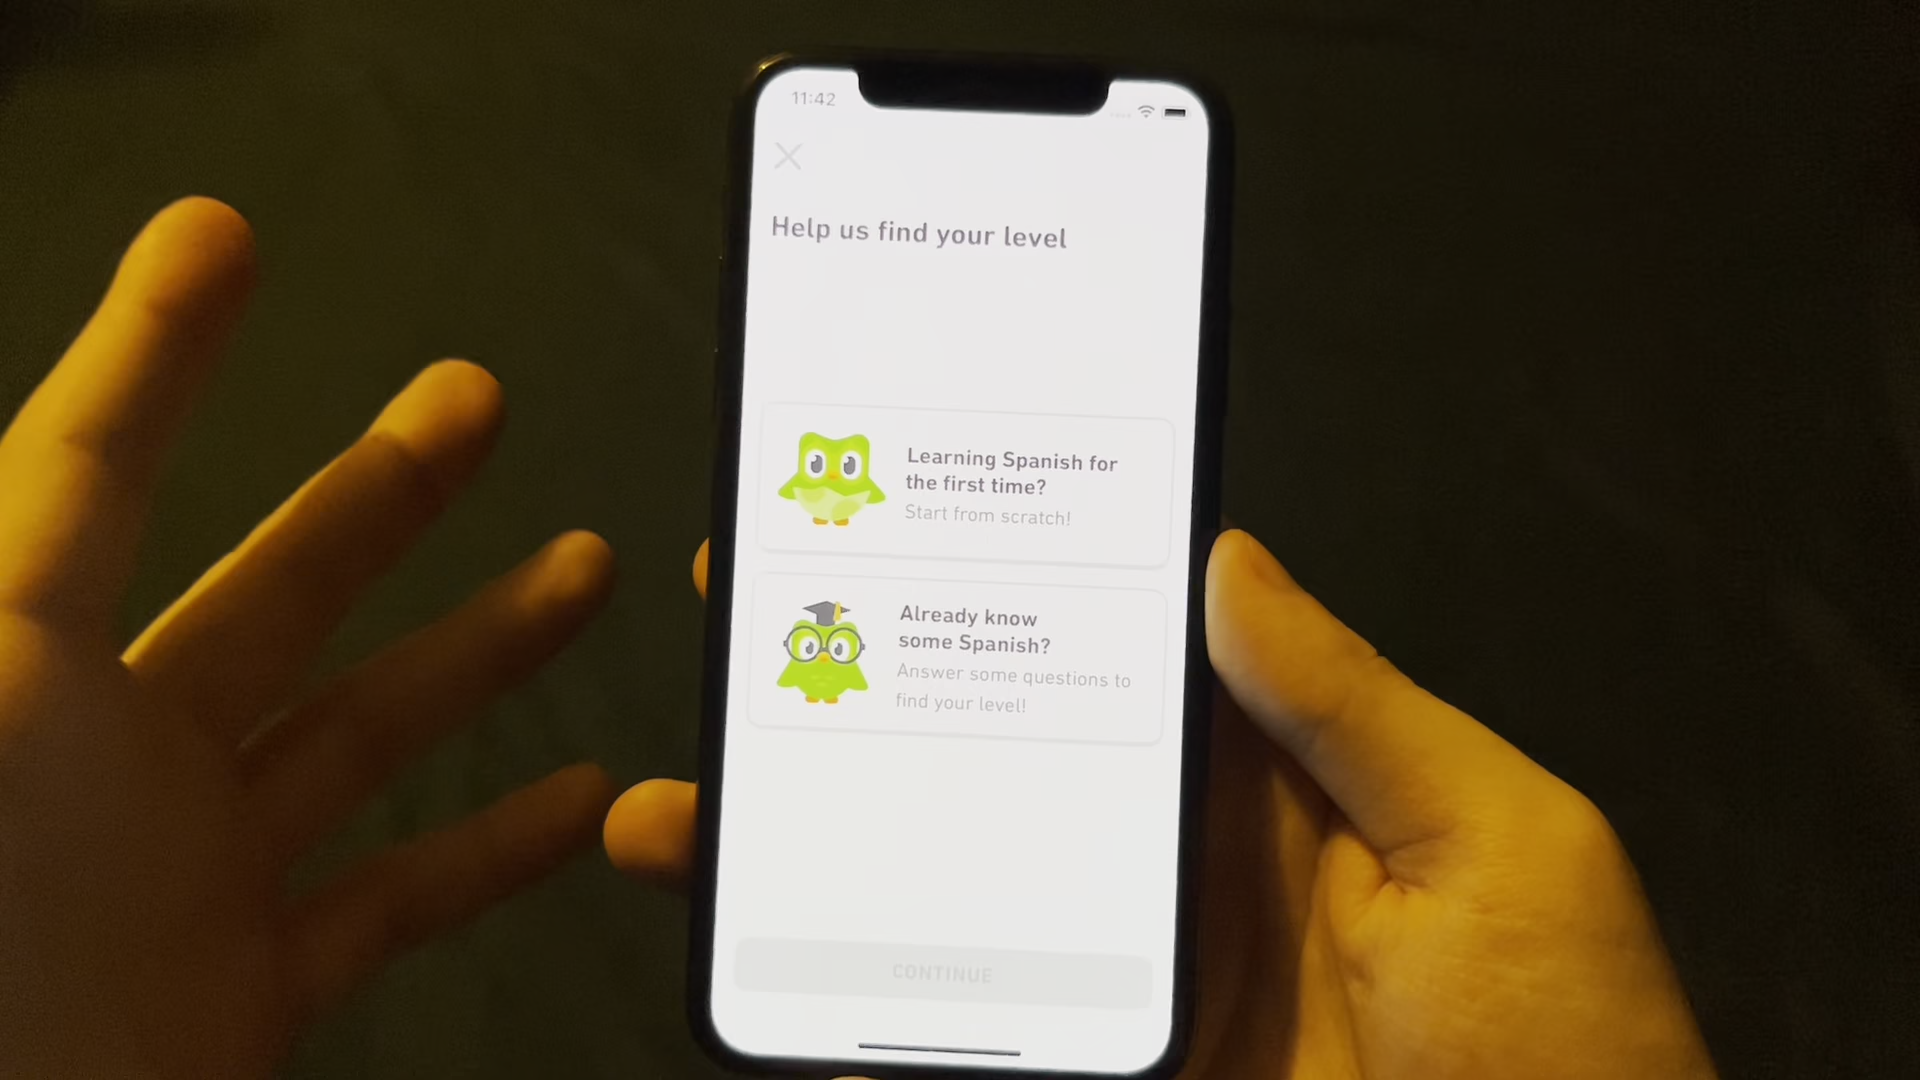 11:42
Help us find your level
Learning Spanish for
the first time?
Start from scratch!
Already know
some Spanish?
Answer some questions to
find your level!
CONTINUE